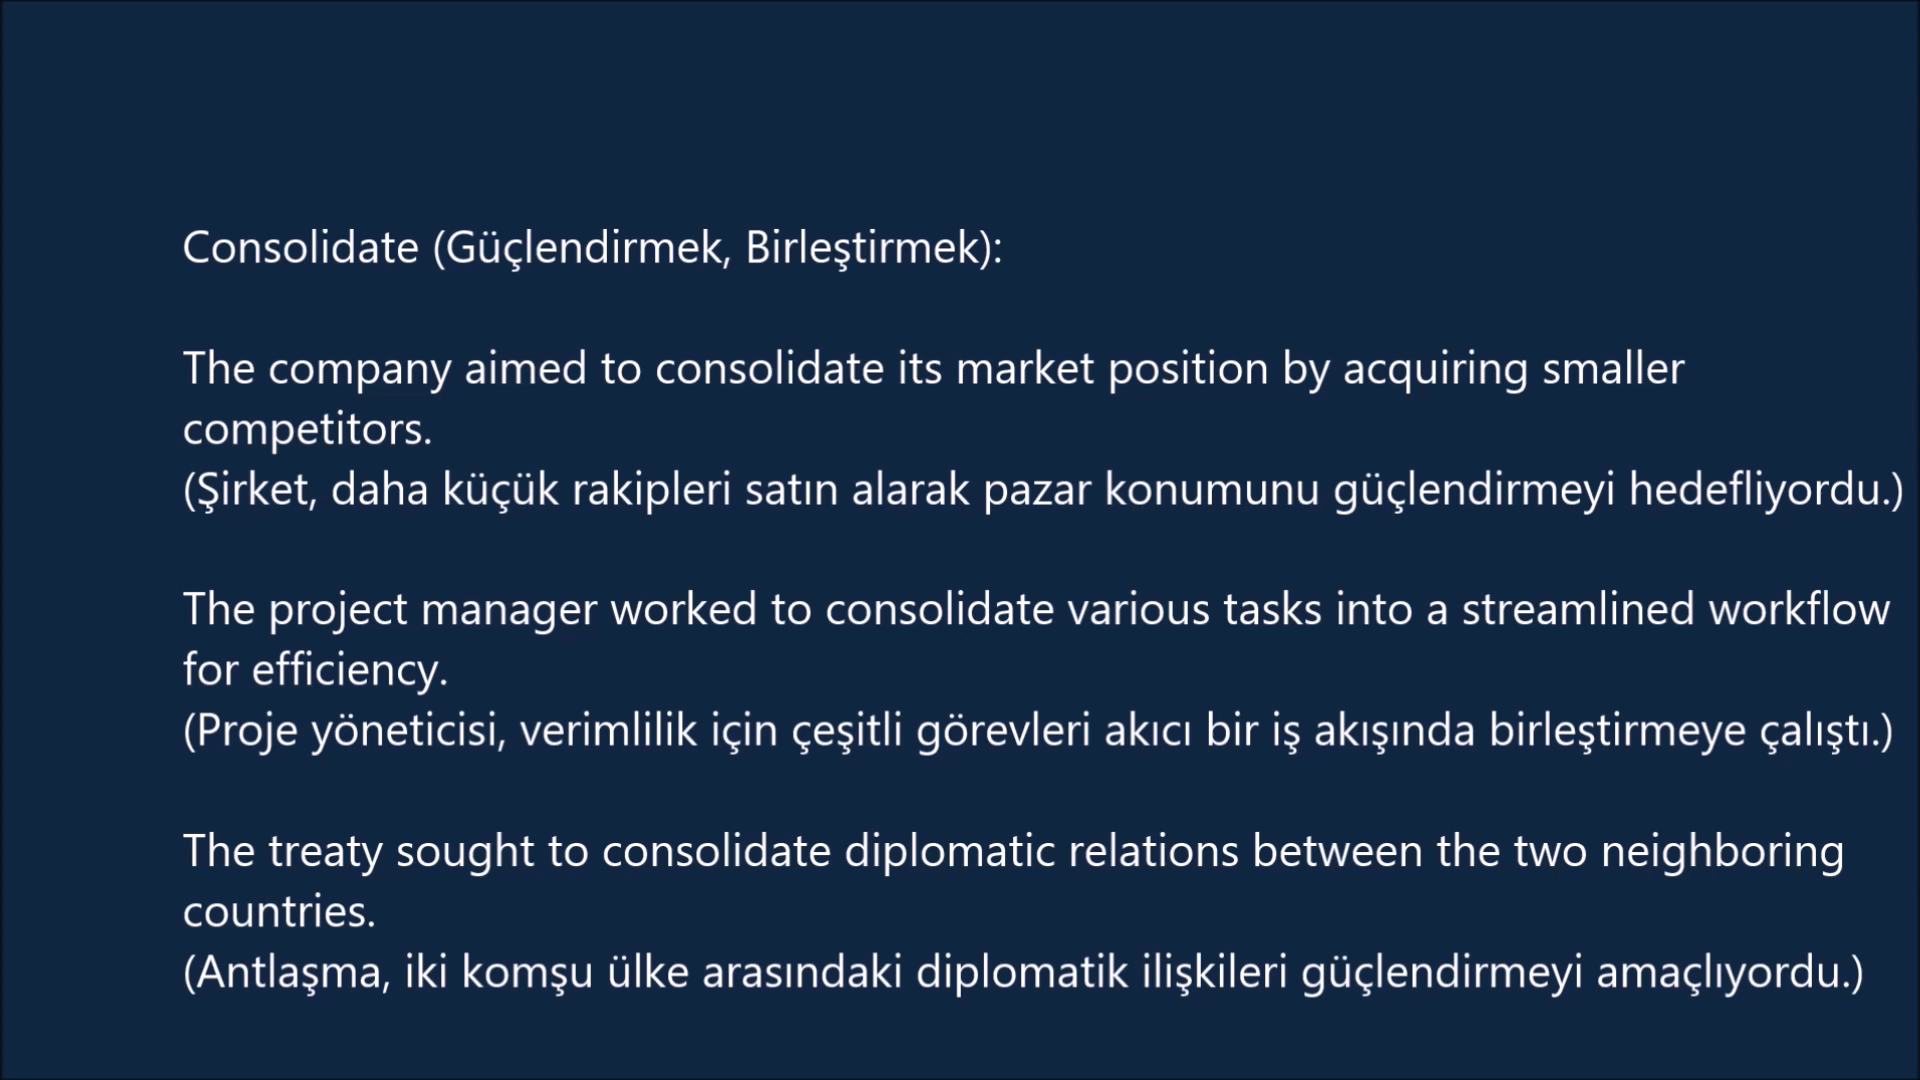 Consolidate (Güçlendirmek, Birleştirmek):
The company aimed to consolidate its market position by acquiring smaller
competitors.
(Şirket, daha küçük rakipleri satın alarak pazar konumunu güçlendirmeyi hedefliyordu.)
The project manager worked to consolidate various tasks into a streamlined workflow
for efficiency.
(Proje yöneticisi, verimlilik için çeşitli görevleri akıcı bir iş akışında birleştirmeye çalıştı.)
The treaty sought to consolidate diplomatic relations between the two neighboring
countries.
(Antlaşma, iki komşu ülke arasındaki diplomatik ilişkileri güçlendirmeyi amaçlıyordu.)